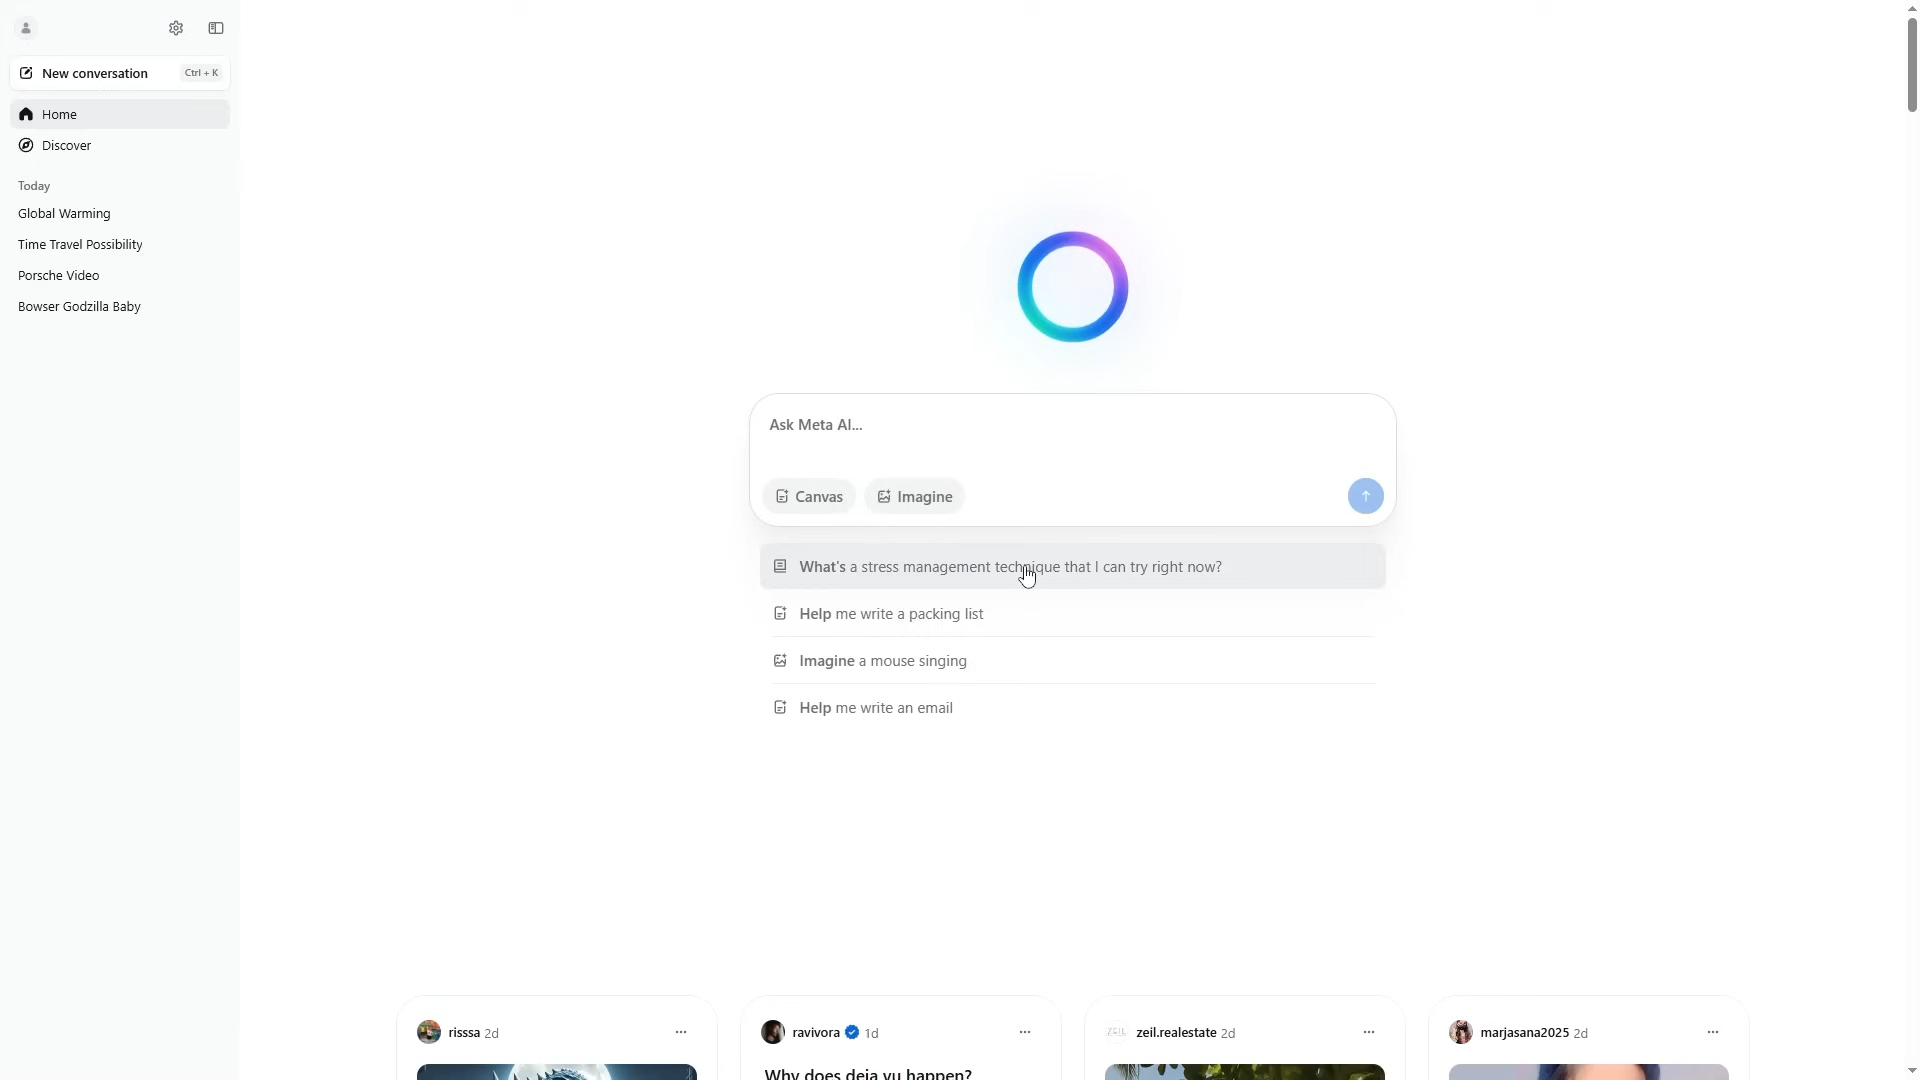 New conversation
Ctrl + K
Home
Discover
Today
Global Warming
Time Travel Possibility
Porsche Video
Bowser Godzilla Baby
Ask Meta AI...
Canvas
Imagine
What's a stress management technique that I can try right now?
Help me write a packing list
Imagine a mouse singing
Help me write an email
risssa 2d
ravivora 1d
ZEIL
zeil.realestate 2d
marjasana2025 2d
Why does deja vu happen?